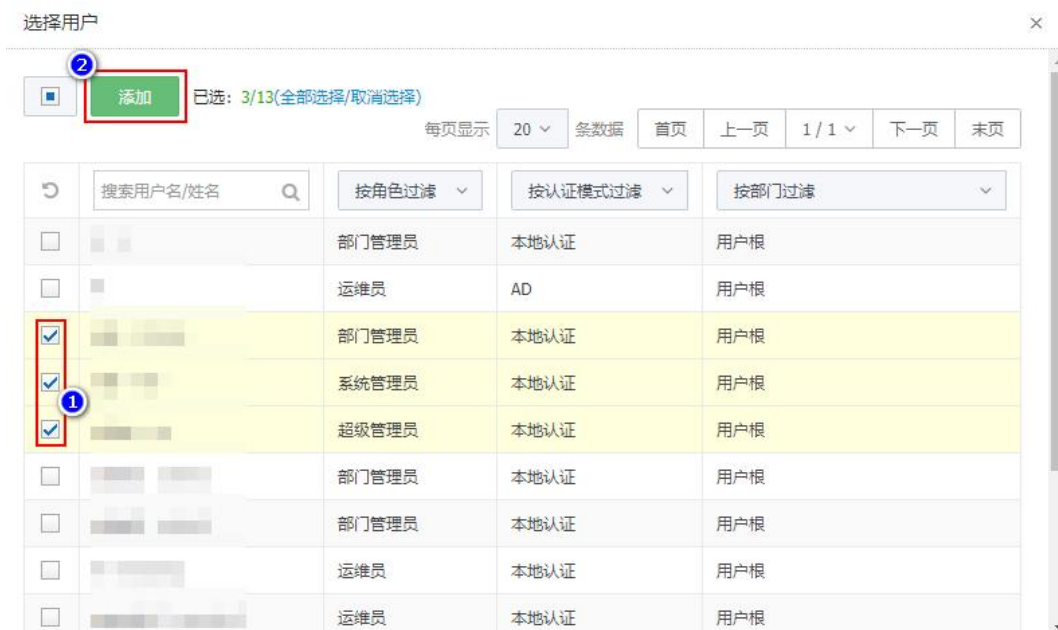 选择用户 ×
2
添加 已选: 3/13(全部选择/取消选择)
每页显示 20 条数据 首页 上一页 1 / 1 下一页 末页
搜索用户名/姓名 按角色过滤 按认证模式过滤 按部门过滤
部门管理员 本地认证 用户根
运维员 AD 用户根
部门管理员 本地认证 用户根
系统管理员 本地认证 用户根
1
超级管理员 本地认证 用户根
部门管理员 本地认证 用户根
部门管理员 本地认证 用户根
运维员 本地认证 用户根
运维员 本地认证 用户根